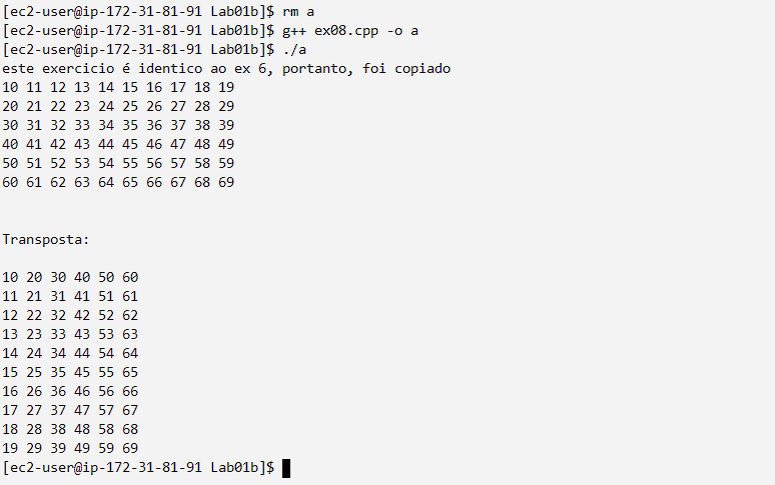 [ec2-user@ip-172-31-81-91 Lab01b]$ rm a
[ec2-user@ip-172-31-81-91 Lab01b]$ g++ ex08.cpp -o a
[ec2-user@ip-172-31-81-91 Lab01b]$ ./a
este exercicio é identico ao ex 6, portanto, foi copiado
10 11 12 13 14 15 16 17 18 19
20 21 22 23 24 25 26 27 28 29
30 31 32 33 34 35 36 37 38 39
40 41 42 43 44 45 46 47 48 49
50 51 52 53 54 55 56 57 58 59
60 61 62 63 64 65 66 67 68 69
Transposta:
10 20 30 40 50 60
11 21 31 41 51 61
12 22 32 42 52 62
13 23 33 43 53 63
14 24 34 44 54 64
15 25 35 45 55 65
16 26 36 46 56 66
17 27 37 47 57 67
18 28 38 48 58 68
19 29 39 49 59 69
[ec2-user@ip-172-31-81-91 Lab01b]$